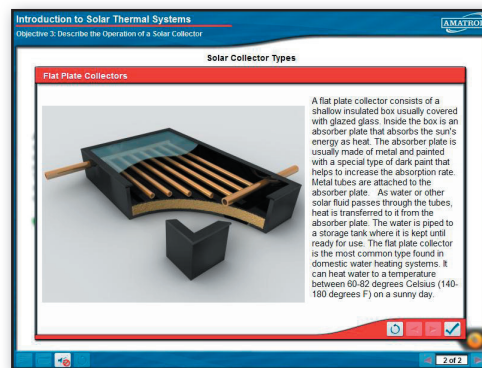 Introduction to Solar Thermal Systems
Objective 3: Describe the Operation of a Solar Collector
Solar Collector Types
Flat Plate Collectors
A flat plate collector consists of a
shallow insulated box usually covered
with glazed glass. Inside the box is an
absorber plate that absorbs the sun's
energy as heat. The absorber plate is
usually made of metal and painted
with a special type of dark paint that
helps to increase the absorption rate.
Metal tubes are attached to the
absorber plate. As water or other
solar fluid passes through the tubes,
heat is transferred to it from the
absorber plate. The water is piped to
a storage tank where it is kept until
ready for use. The flat plate collector
is the most common type found in
domestic water heating systems. It
can heat water to a temperature
between 60-82 degrees Celsius (140-
180 degrees F) on a sunny day.
2 of 2